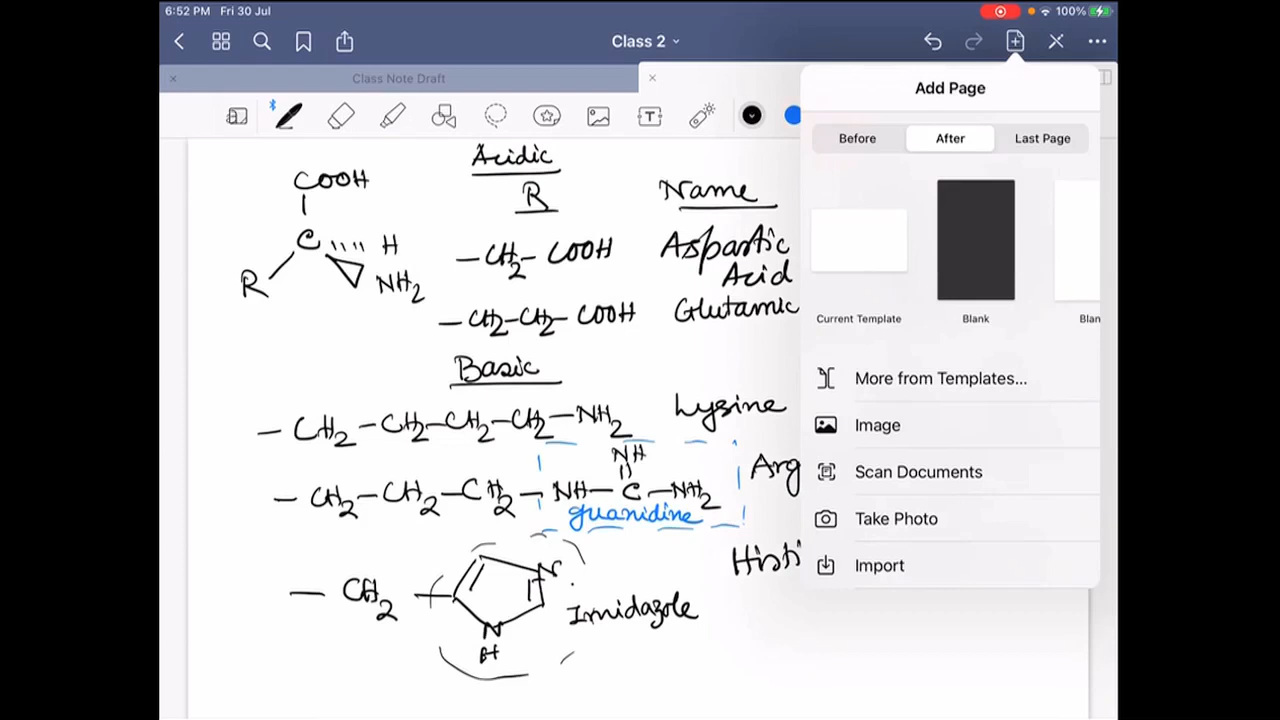 6:52 PM Fri 30 Jul
100%
Class 2
Class Note Draft
T
Add Page
Before After Last Page
Current Template
Blank
Blan
More from Templates...
Image
Scan Documents
Take Photo
Import
Acidic
R
Name
COOH
C
H
R
NH2
-CH2-COOH
Aspartic
Acid
-CH2-CH2-COOH
Glutamic
Basic
-CH2-CH2-CH2-CH2-NH2
Lysine
NH
-CH2-CH2-CH2-NH-C-NH2
Arg
guanidine
Histi
-CH2
N
N
H
Imidazole